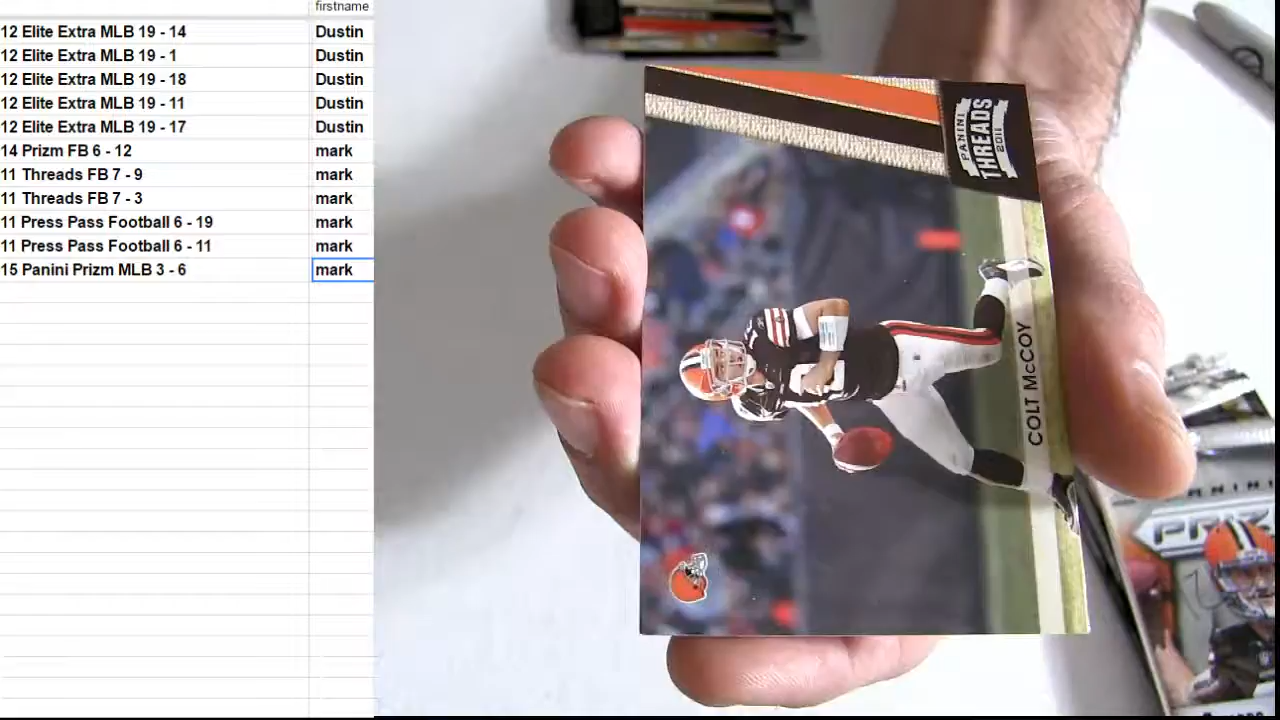 firstname
12 Elite Extra MLB 19 - 14 Dustin
12 Elite Extra MLB 19 - 1 Dustin
12 Elite Extra MLB 19 - 18 Dustin
12 Elite Extra MLB 19 - 11 Dustin
12 Elite Extra MLB 19 - 17 Dustin
14 Prizm FB 6 - 12 mark
11 Threads FB 7 - 9 mark
11 Threads FB 7 - 3 mark
11 Press Pass Football 6 - 19 mark
11 Press Pass Football 6 - 11 mark
15 Panini Prizm MLB 3 - 6 mark
PANINI
THREADS
2011
COLT McCOY
PANINI